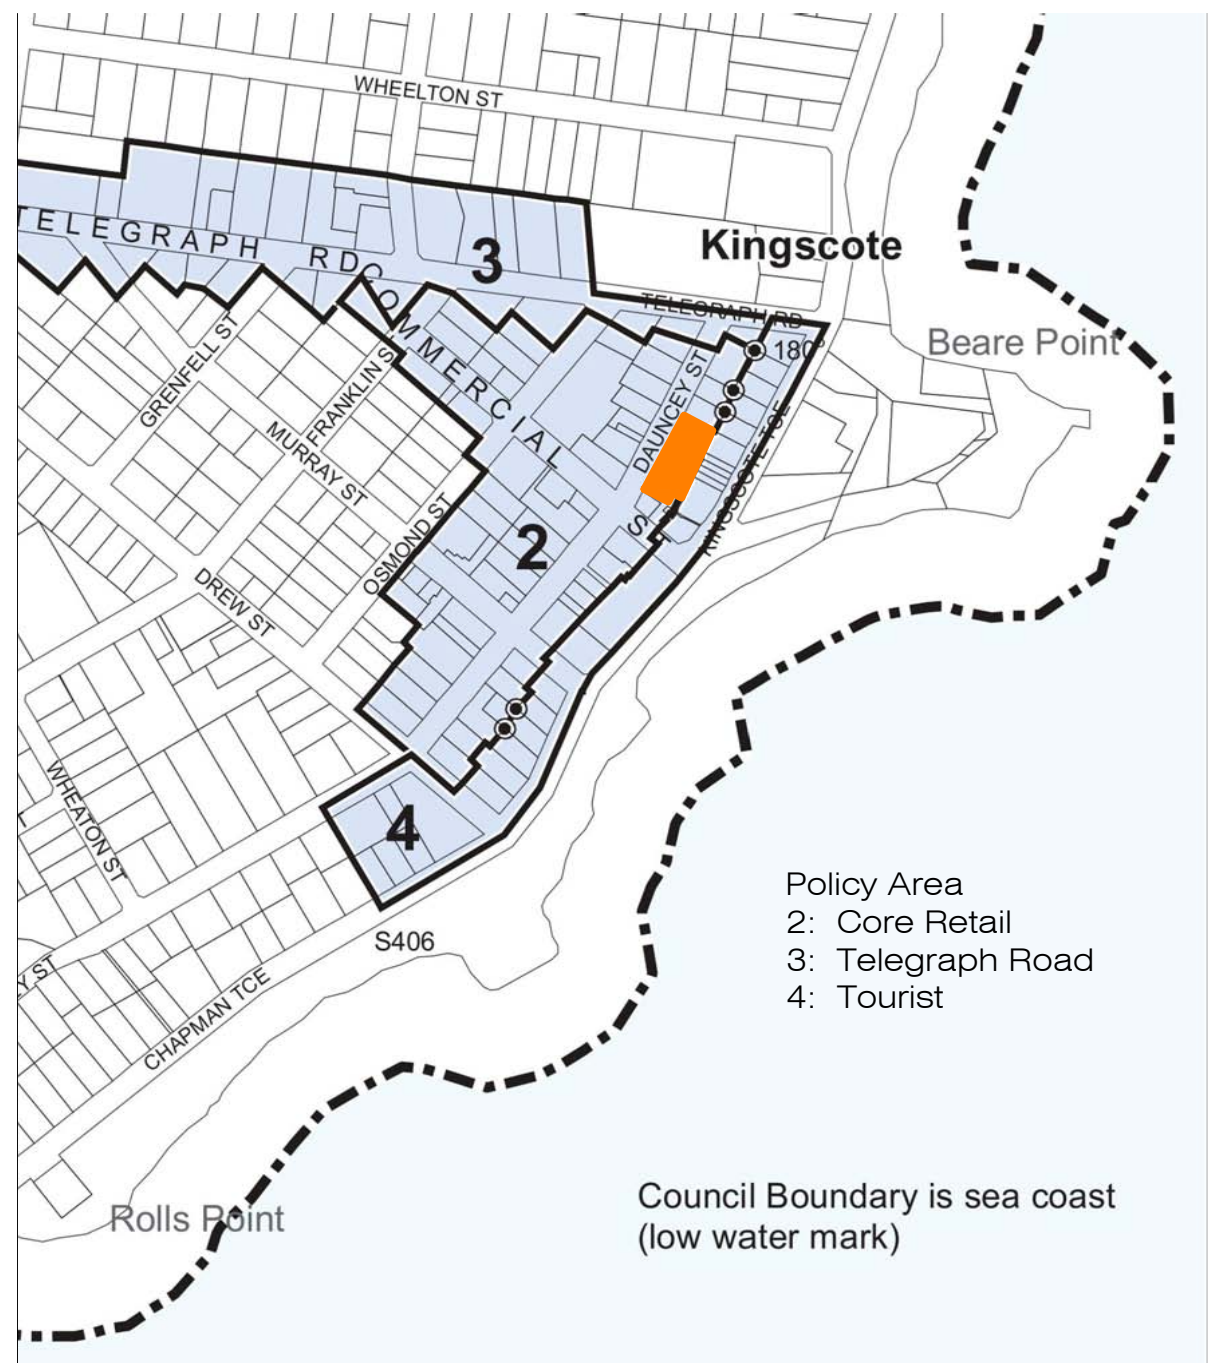 WHEELTON ST
TELEGRAPH RD
3
Kingscote
TELEGRAPH RD
180°
Beare Point
COMMERCIAL ST
GRENFELL ST
FRANKLIN S
DAUNCEY ST
KINGSCOTE TCE
MURRAY ST
OSMOND ST
2
DREW ST
WHEATON ST
4
Policy Area
2: Core Retail
3: Telegraph Road
4: Tourist
S406
Y ST
CHAPMAN TCE
Rolls Point
Council Boundary is sea coast
(low water mark)